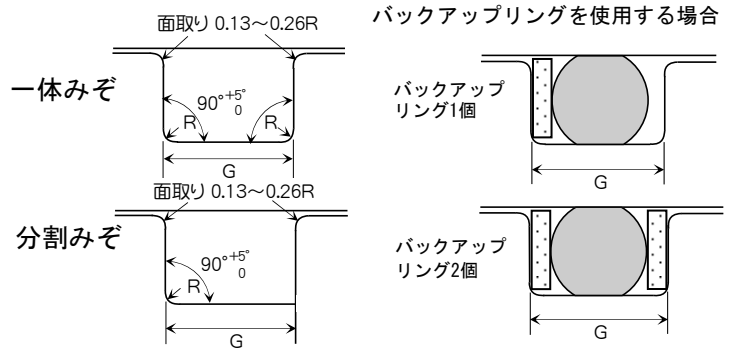 面取り 0.13〜0.26R
バックアップリングを使用する場合
一体みぞ
90°+5°
0
R
R
G
バックアップ
リング1個
G
面取り 0.13〜0.26R
分割みぞ
90°+5°
0
R
G
バックアップ
リング2個
G